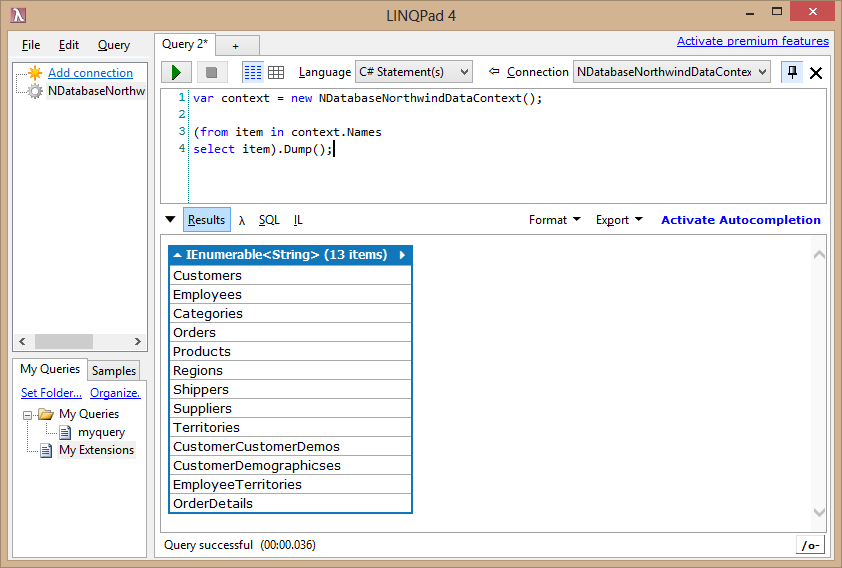 LINQPad 4
File Edit Query
Query 2* +
Activate premium features
Add connection
NDatabaseNorthw
Language C# Statement(s) Connection NDatabaseNorthwindDataContex
1 var context = new NDatabaseNorthwindDataContext();
2
3 (from item in context.Names
4 select item).Dump();
Results λ SQL IL Format Export Activate Autocompletion
IEnumerable<String> (13 items)
Customers
Employees
Categories
Orders
Products
Regions
Shippers
Suppliers
Territories
CustomerCustomerDemos
CustomerDemographicses
EmployeeTerritories
OrderDetails
My Queries Samples
Set Folder... Organize.
My Queries
myquery
My Extensions
Query successful (00:00.036)
/o-